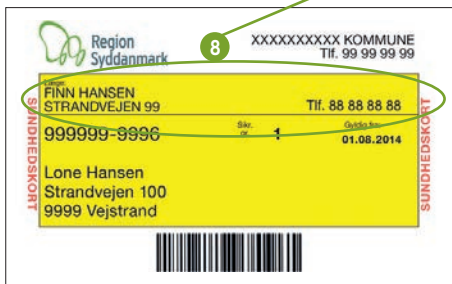 Region
Syddanmark
8
XXXXXXXXXX KOMMUNE
Tlf. 99 99 99 99
Læge:
FINN HANSEN
STRANDVEJEN 99
Tlf. 88 88 88 88
999999-9996
Sikr.
gr.
1
Gyldig fra:
01.08.2014
Lone Hansen
Strandvejen 100
9999 Vejstrand
SUNDHEDSKORT
SUNDHEDSKORT